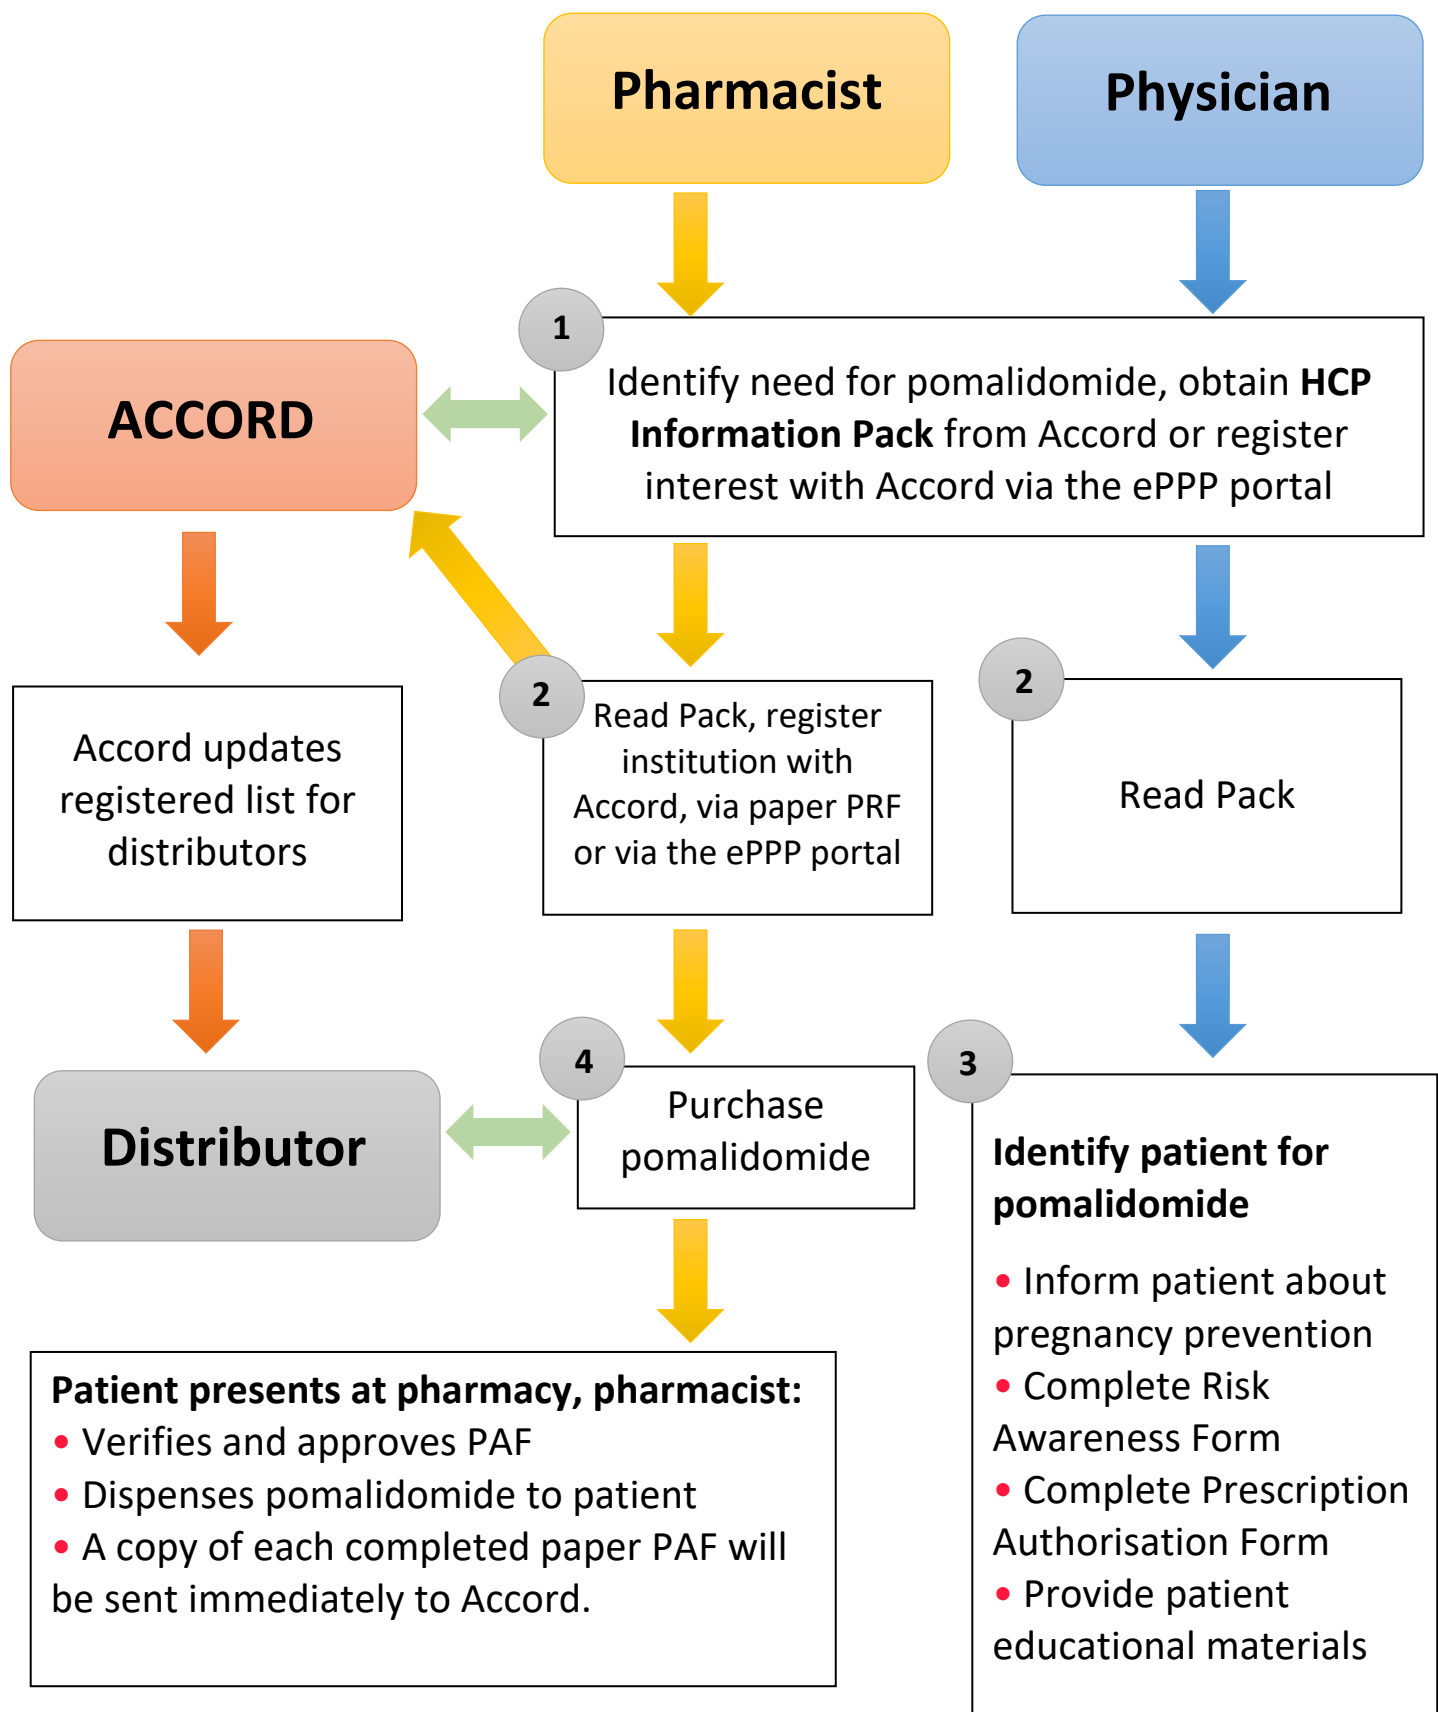 Pharmacist
Physician
1
Identify need for pomalidomide, obtain HCP
Information Pack from Accord or register
interest with Accord via the ePPP portal
ACCORD
2
Read Pack, register
institution with
Accord, via paper PRF
or via the ePPP portal
2
Read Pack
Accord updates
registered list for
distributors
Distributor
4
Purchase
pomalidomide
3
Identify patient for
pomalidomide
• Inform patient about
pregnancy prevention
• Complete Risk
Awareness Form
• Complete Prescription
Authorisation Form
• Provide patient
educational materials
Patient presents at pharmacy, pharmacist:
• Verifies and approves PAF
• Dispenses pomalidomide to patient
• A copy of each completed paper PAF will
be sent immediately to Accord.